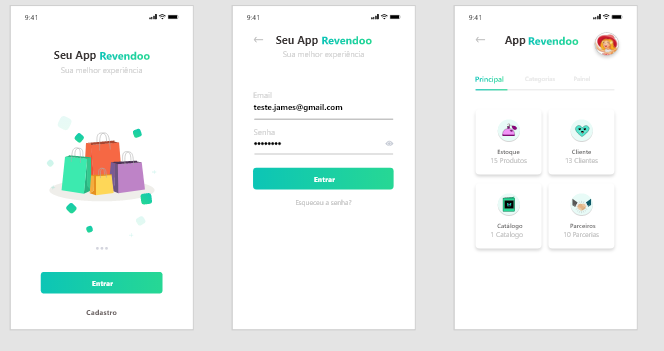 9:41
Seu App Revendoo
Sua melhor experiência
Entrar
Cadastro
9:41
Seu App Revendoo
Sua melhor experiência
Email
teste.james@gmail.com
Senha
Entrar
Esqueceu a senha?
9:41
App Revendoo
Principal Categorias Painel
Estoque
15 Produtos
Cliente
13 Clientes
Catálogo
1 Catalogo
Parceiros
10 Parcerias